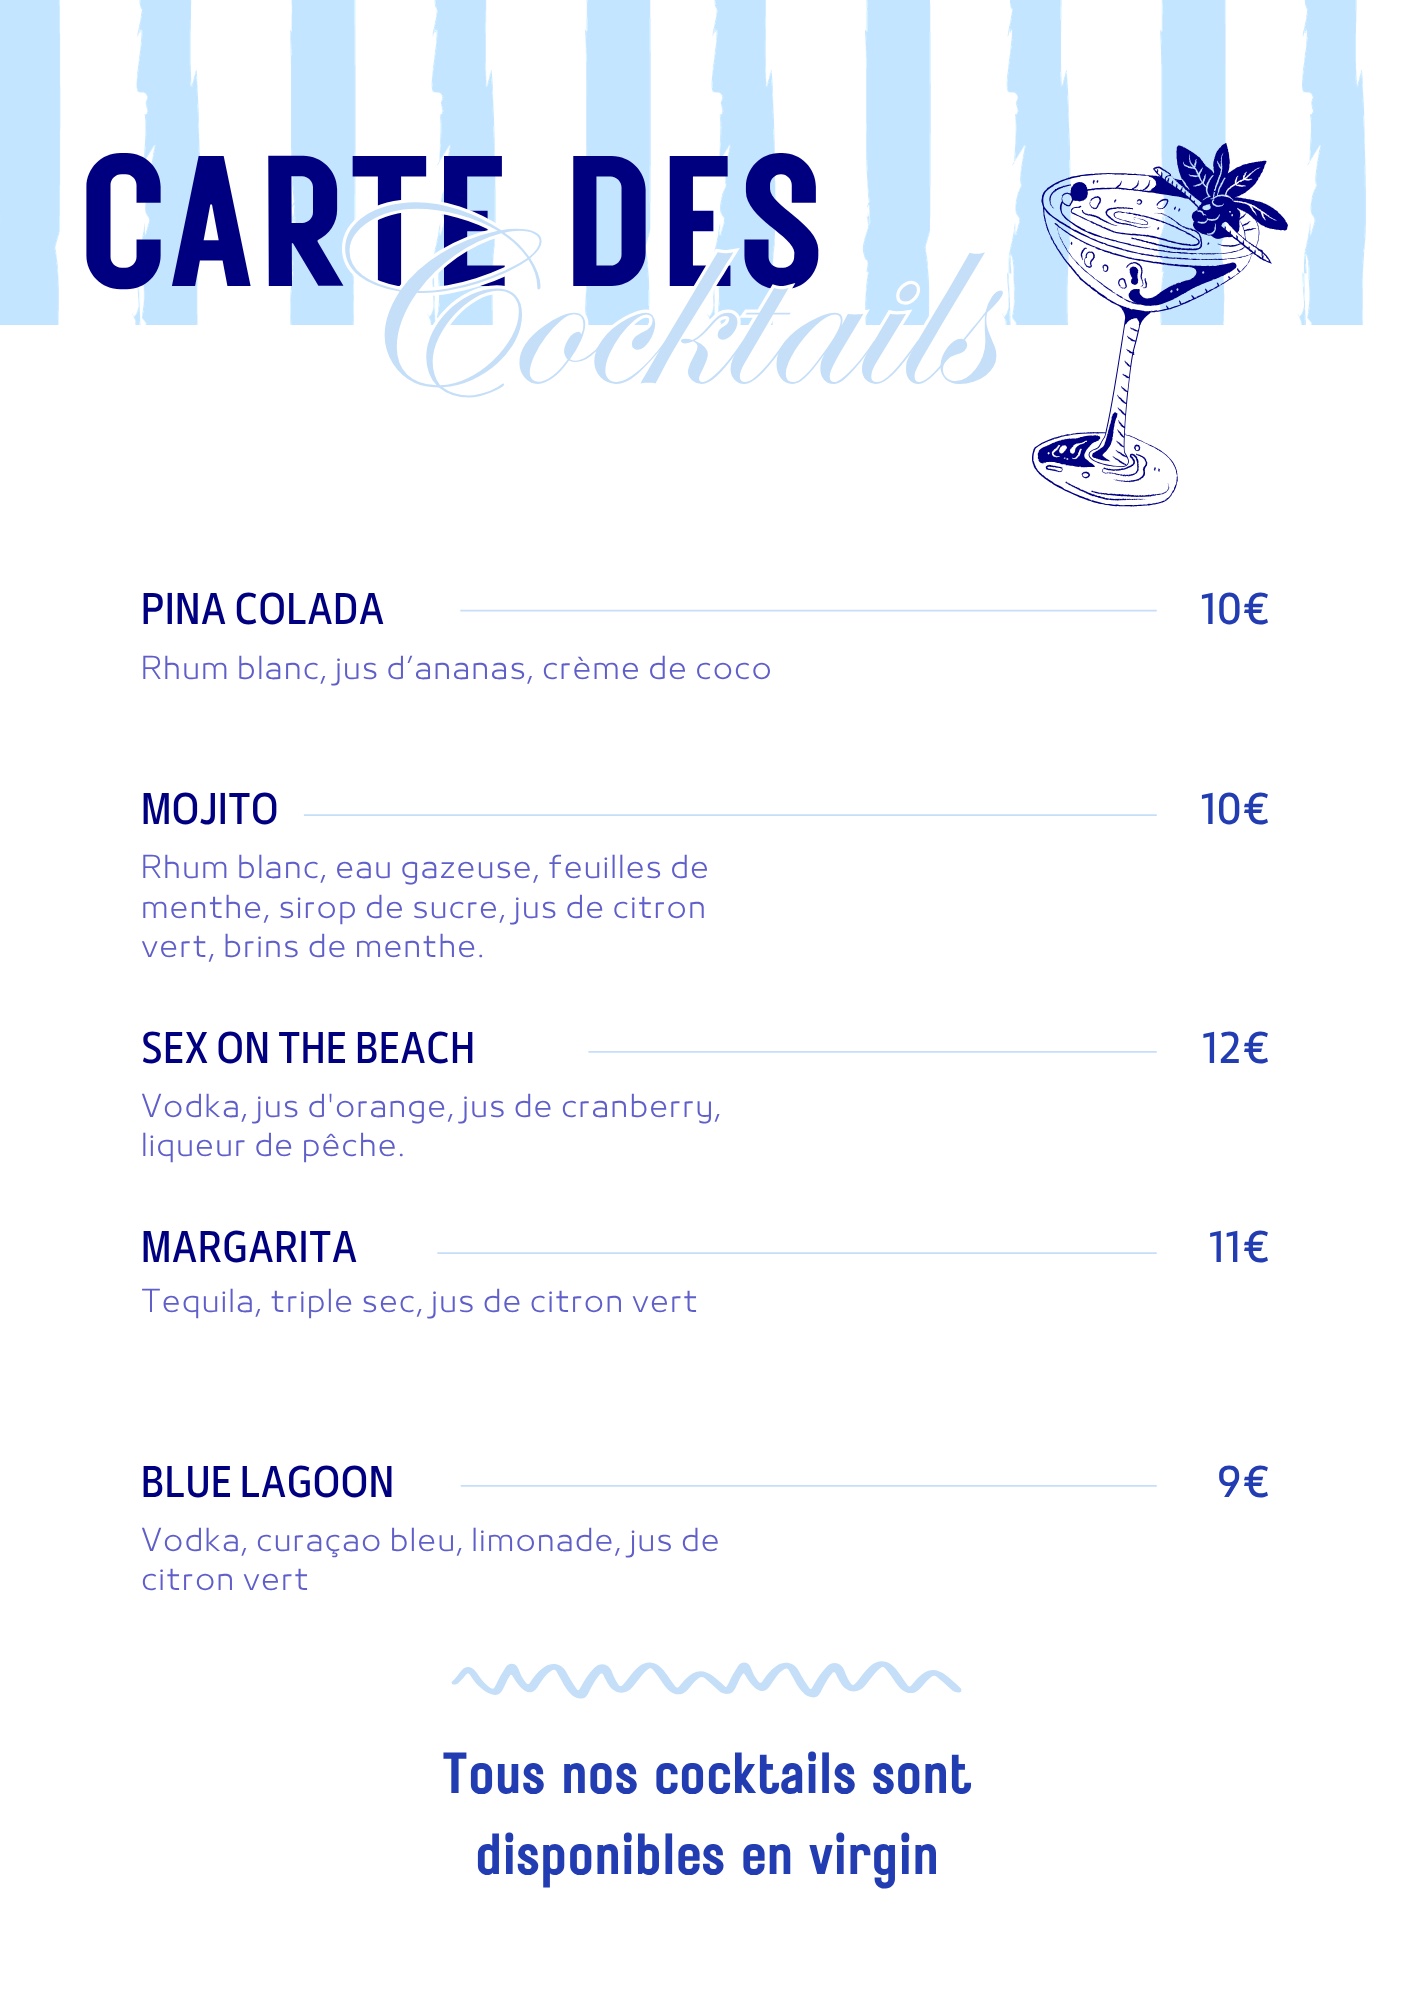 CARTE DES
Cocktails
PINA COLADA 10€
Rhum blanc, jus d’ananas, crème de coco
MOJITO 10€
Rhum blanc, eau gazeuse, feuilles de
menthe, sirop de sucre, jus de citron
vert, brins de menthe.
SEX ON THE BEACH 12€
Vodka, jus d'orange, jus de cranberry,
liqueur de pêche.
MARGARITA 11€
Tequila, triple sec, jus de citron vert
BLUE LAGOON 9€
Vodka, curaçao bleu, limonade, jus de
citron vert
Tous nos cocktails sont
disponibles en virgin